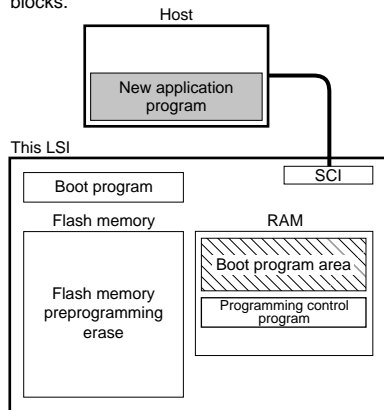 blocks.
Host
New application
program
This LSI
SCI
Boot program
Flash memory
RAM
Boot program area
Flash memory
preprogramming
erase
Programming control
program